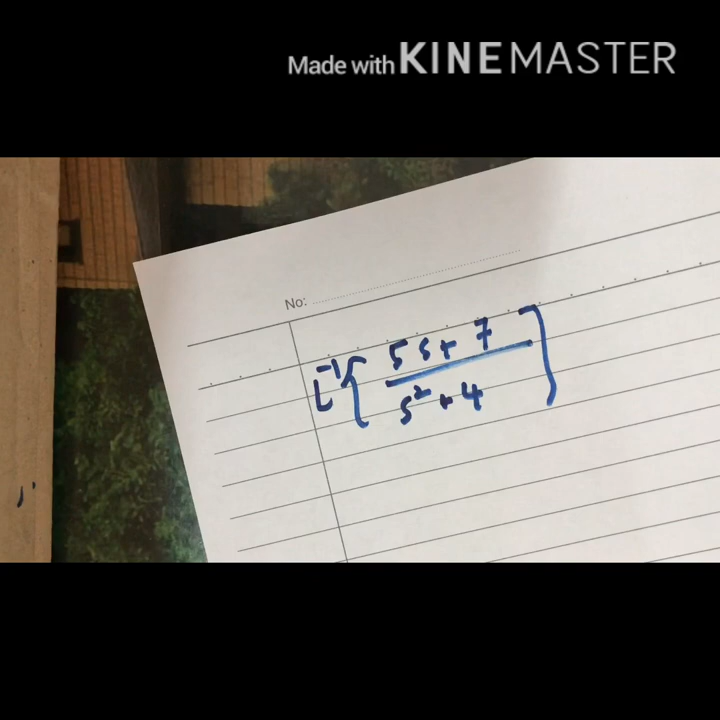 Made with KINEMASTER
No:
L⁻¹{ 5s + 7
s² + 4 }